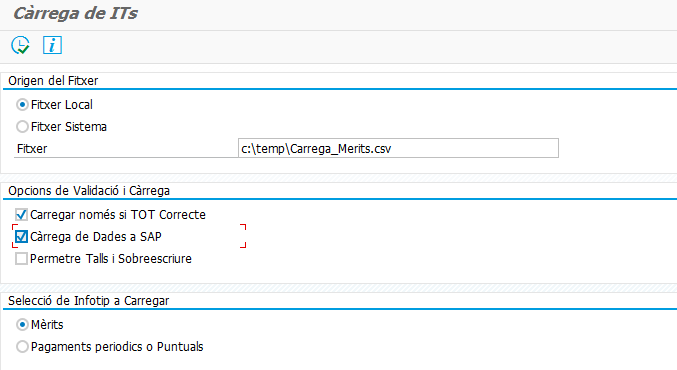 Càrrega de ITs
Origen del Fitxer
Fitxer Local
Fitxer Sistema
Fitxer c:\temp\Carrega_Merits.csv
Opcions de Validació i Càrrega
Carregar només si TOT Correcte
Càrrega de Dades a SAP
Permetre Talls i Sobreescriure
Selecció de Infotip a Carregar
Mèrits
Pagaments periodics o Puntuals